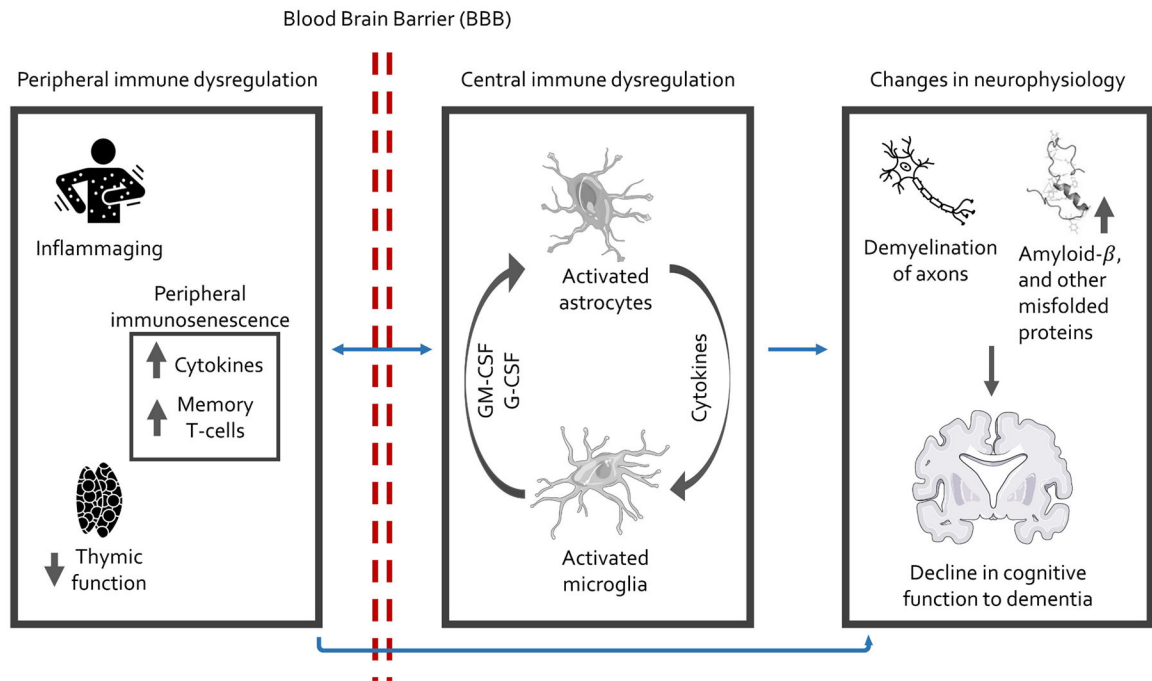 Blood Brain Barrier (BBB)
Peripheral immune dysregulation
Inflammaging
Peripheral
immunosenescence
Cytokines
Memory
T-cells
Thymic
function
Central immune dysregulation
Activated
astrocytes
GM-CSF
G-CSF
Cytokines
Activated
microglia
Changes in neurophysiology
Demyelination
of axons
Amyloid-β,
and other
misfolded
proteins
Decline in cognitive
function to dementia